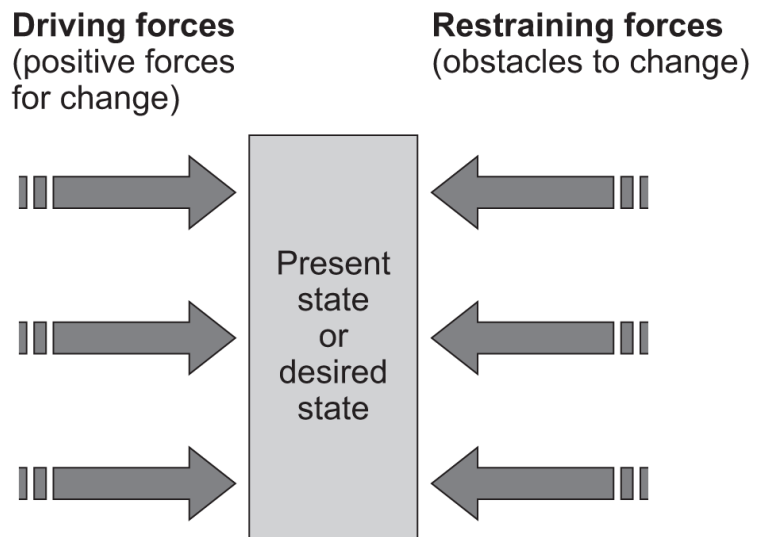 Driving forces
(positive forces
for change)
Restraining forces
(obstacles to change)
Present
state
or
desired
state